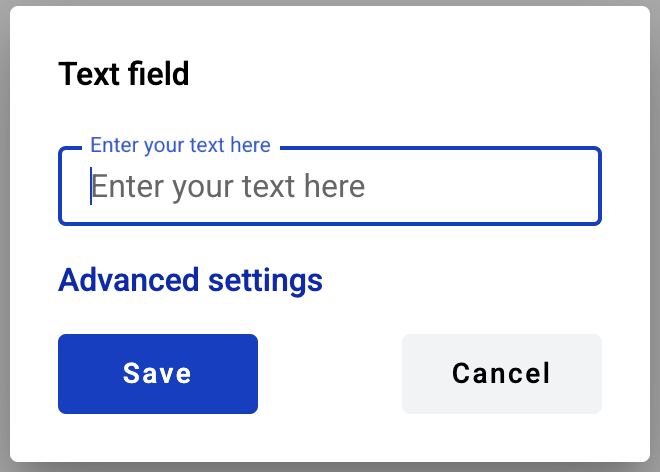 Text field
Enter your text here
Enter your text here
Advanced settings
Save
Cancel